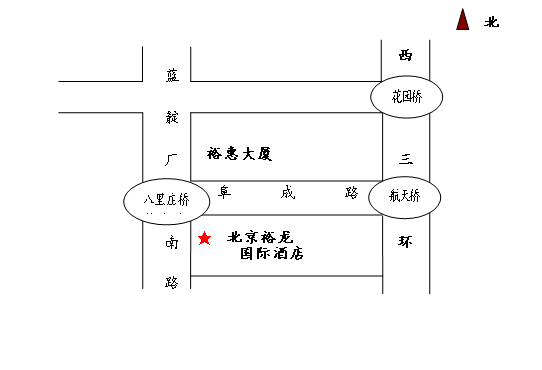 北
西三环
花园桥
蓝靛厂南路
裕惠大厦
阜成路
八里庄桥
航天桥
北京裕龙
国际酒店